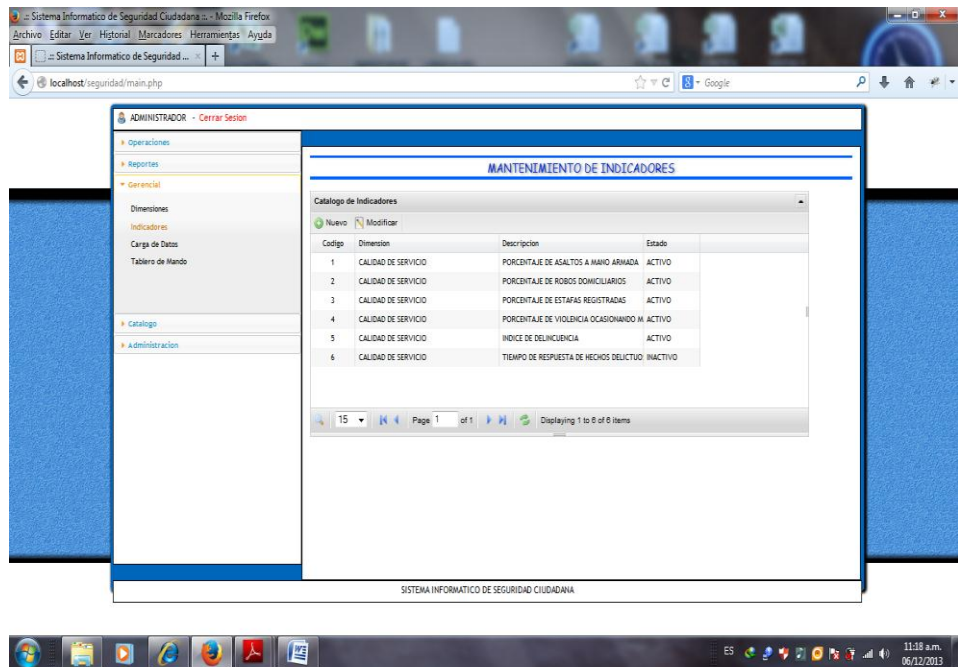 .:: Sistema Informatico de Seguridad Ciudadana ::. - Mozilla Firefox
Archivo Editar Ver Historial Marcadores Herramientas Ayuda
.:: Sistema Informatico de Seguridad ... × +
localhost/seguridad/main.php
Google
ADMINISTRADOR - Cerrar Sesion
Operaciones
Reportes
Gerencial
Dimensiones
Indicadores
Carga de Datos
Tablero de Mando
Catalogo
Administracion
MANTENIMIENTO DE INDICADORES
Catalogo de Indicadores
Nuevo Modificar
Codigo Dimension Descripcion Estado
1 CALIDAD DE SERVICIO PORCENTAJE DE ASALTOS A MANO ARMADA ACTIVO
2 CALIDAD DE SERVICIO PORCENTAJE DE ROBOS DOMICILIARIOS ACTIVO
3 CALIDAD DE SERVICIO PORCENTAJE DE ESTAFAS REGISTRADAS ACTIVO
4 CALIDAD DE SERVICIO PORCENTAJE DE VIOLENCIA OCASIONANDO M ACTIVO
5 CALIDAD DE SERVICIO INDICE DE DELINCUENCIA ACTIVO
6 CALIDAD DE SERVICIO TIEMPO DE RESPUESTA DE HECHOS DELICTUO INACTIVO
15 Page 1 of 1 Displaying 1 to 6 of 6 items
SISTEMA INFORMATICO DE SEGURIDAD CIUDADANA
ES 11:18 a.m.
06/12/2013